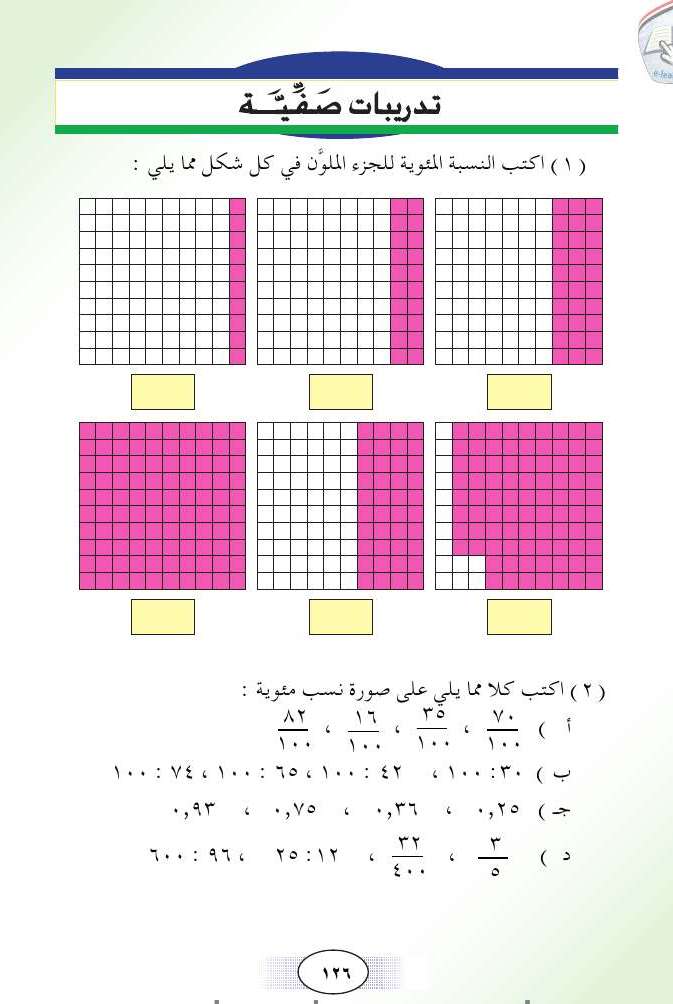 تدريبات صَفِّيَّـة
( ١ ) اكتب النسبة المئوية للجزء الملوَّن في كل شكل مما يلي :
( ٢ ) اكتب كلا مما يلي على صورة نسب مئوية :
أ ) ٧٠/١٠٠ ، ٣٥/١٠٠ ، ١٦/١٠٠ ، ٨٢/١٠٠
ب ) ٣٠ : ١٠٠ ، ٤٢ : ١٠٠ ، ٦٥ : ١٠٠ ، ٧٤ : ١٠٠
جـ ) ٠,٢٥ ، ٠,٣٦ ، ٠,٧٥ ، ٠,٩٣
د ) ٣/٥ ، ٣٢/٤٠٠ ، ١٢ : ٢٥ ، ٩٦ : ٦٠٠
١٢٦